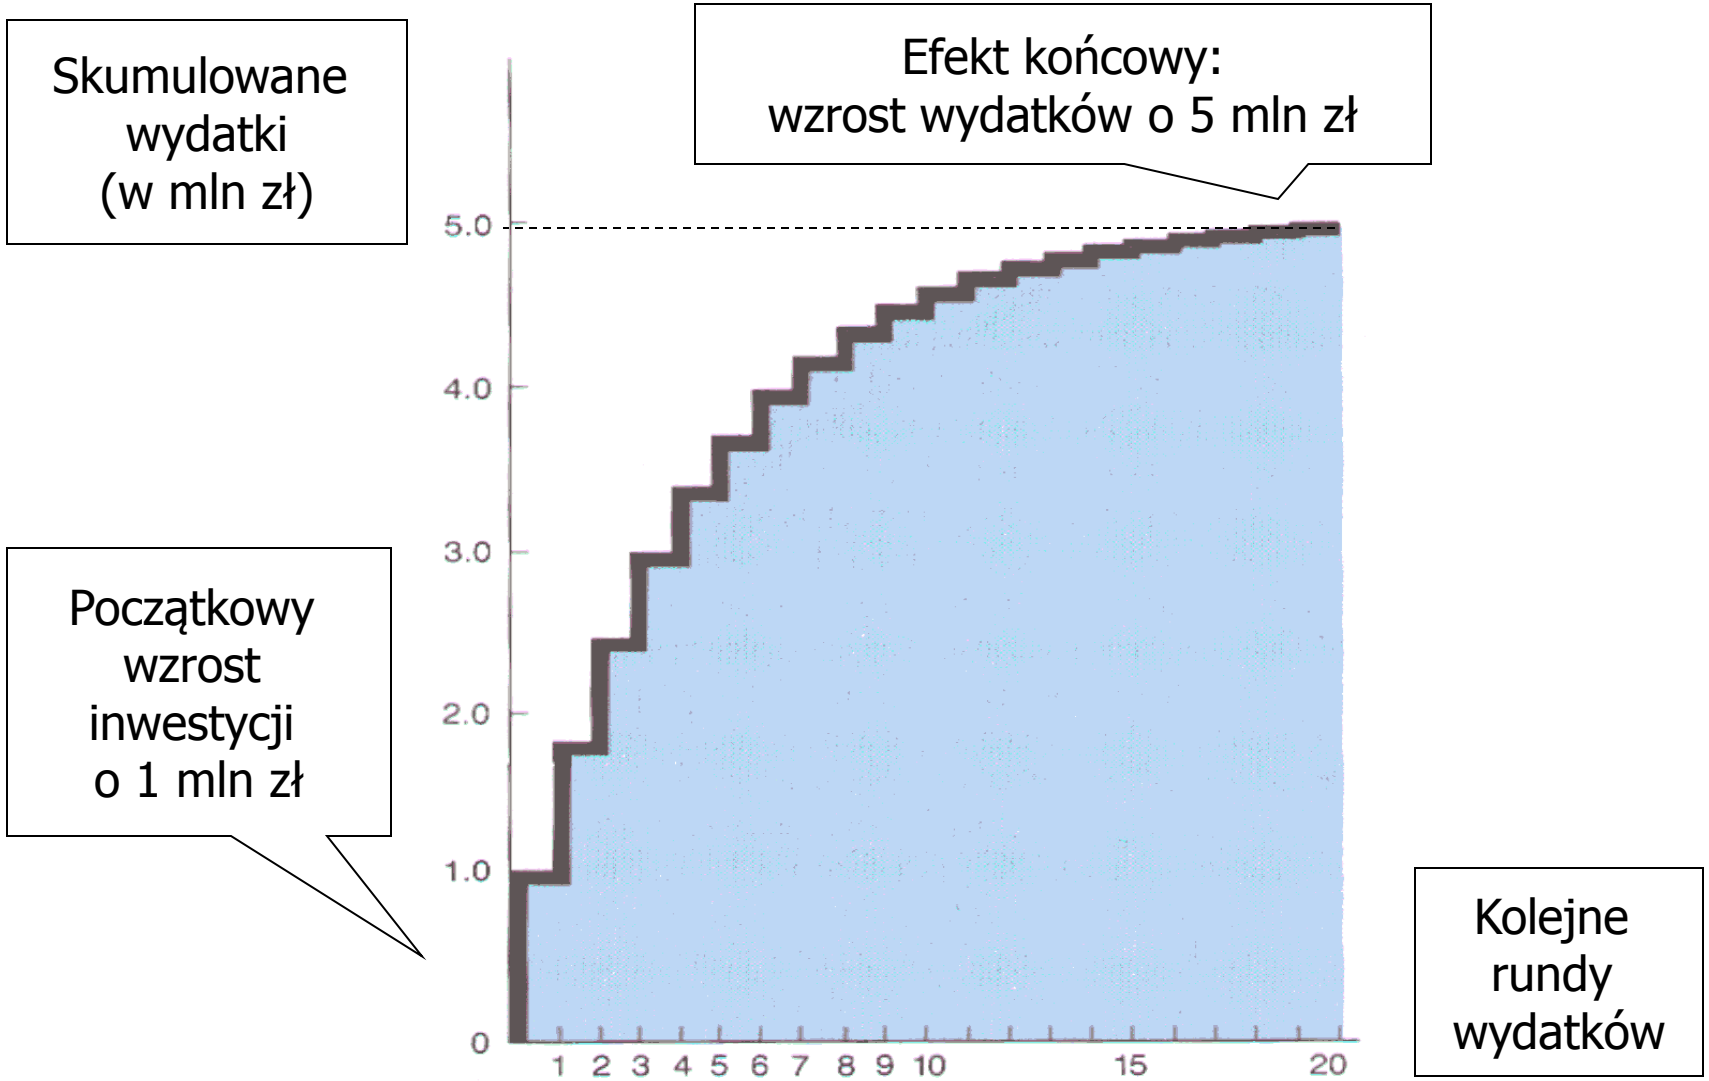 Skumulowane
wydatki
(w mln zł)
Efekt końcowy:
wzrost wydatków o 5 mln zł
5.0
4.0
3.0
2.0
1.0
0
Początkowy
wzrost
inwestycji
o 1 mln zł
1 2 3 4 5 6 7 8 9 10 15 20
Kolejne
rundy
wydatków